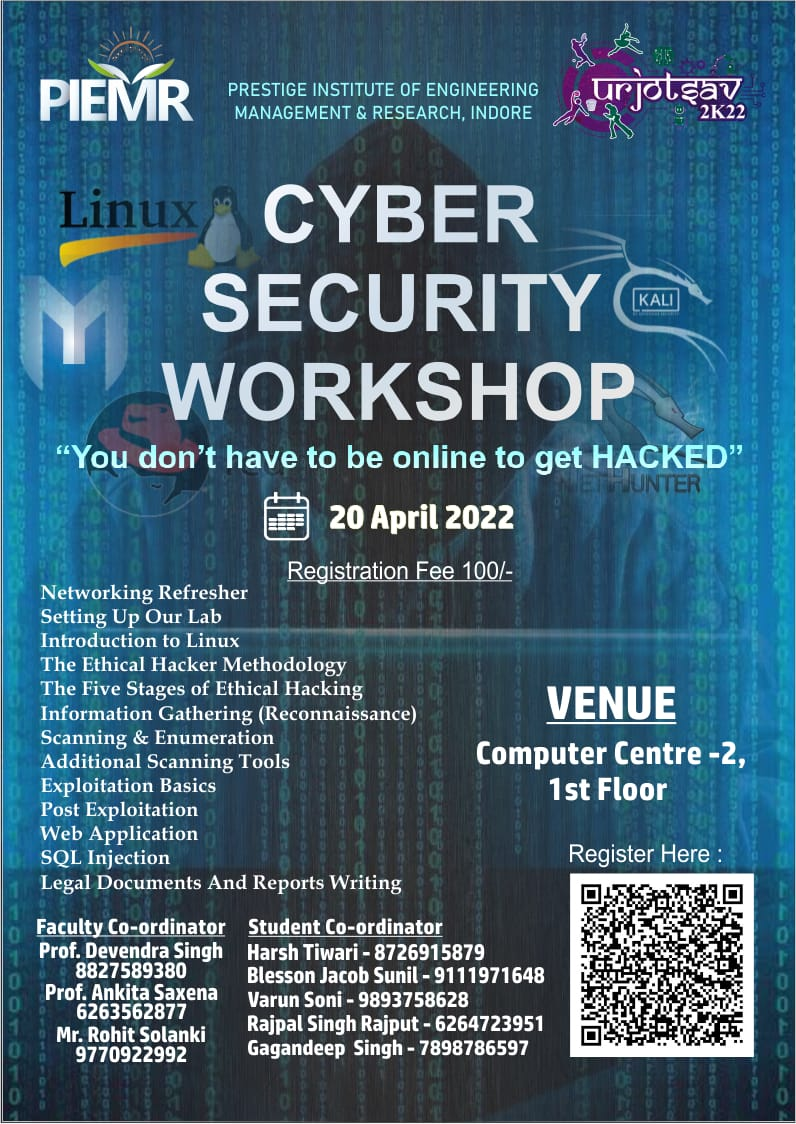 PIEMR
PRESTIGE INSTITUTE OF ENGINEERING
MANAGEMENT & RESEARCH, INDORE
urjotsav
2K22
Linux
CYBER
SECURITY
KALI
WORKSHOP
“You don’t have to be online to get HACKED”
NETHUNTER
20 April 2022
Registration Fee 100/-
Networking Refresher
Setting Up Our Lab
Introduction to Linux
The Ethical Hacker Methodology
The Five Stages of Ethical Hacking
Information Gathering (Reconnaissance)
Scanning & Enumeration
Additional Scanning Tools
Exploitation Basics
Post Exploitation
Web Application
SQL Injection
Legal Documents And Reports Writing
VENUE
Computer Centre -2,
1st Floor
Register Here :
Faculty Co-ordinator
Prof. Devendra Singh
8827589380
Prof. Ankita Saxena
6263562877
Mr. Rohit Solanki
9770922992
Student Co-ordinator
Harsh Tiwari - 8726915879
Blesson Jacob Sunil - 9111971648
Varun Soni - 9893758628
Rajpal Singh Rajput - 6264723951
Gagandeep  Singh - 7898786597